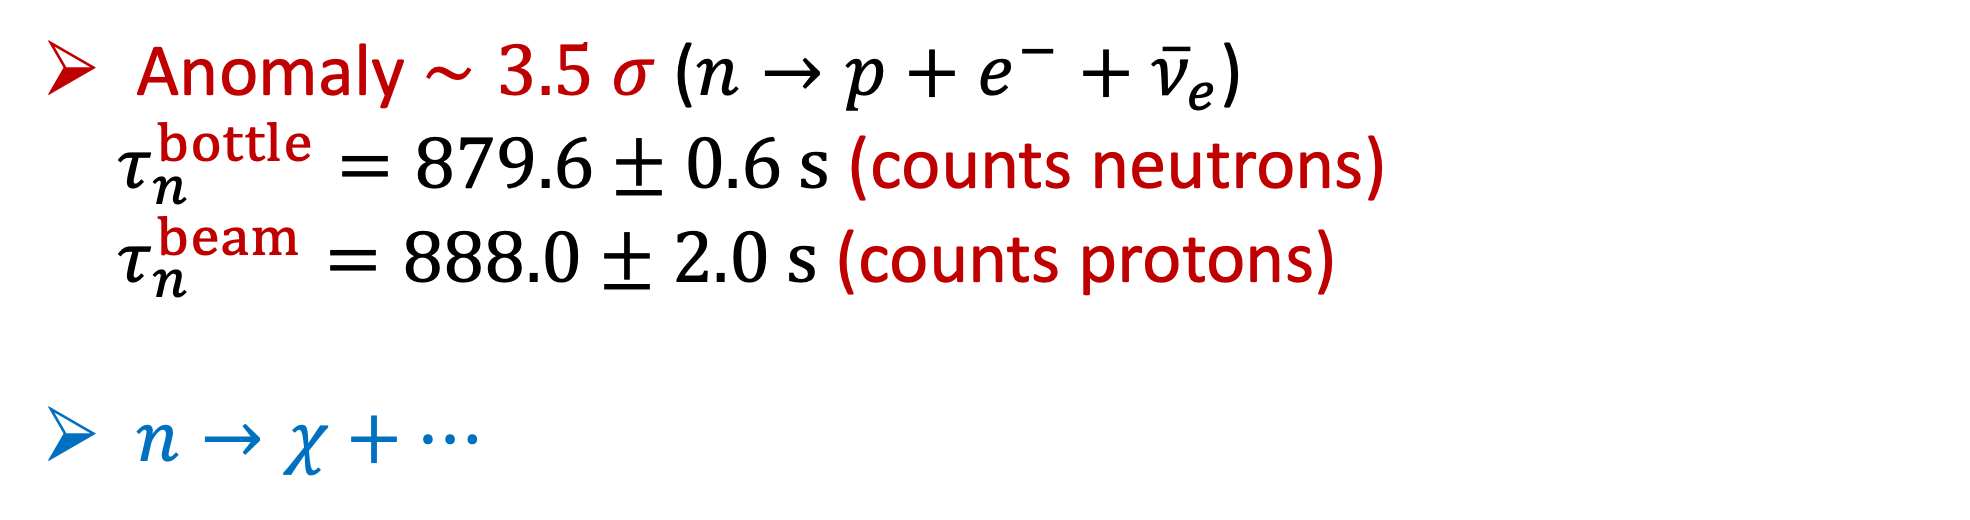 ➢ Anomaly ~ 3.5 σ (n → p + e⁻ + ν̄ₑ)
τₙ^bottle = 879.6 ± 0.6 s (counts neutrons)
τₙ^beam = 888.0 ± 2.0 s (counts protons)
➢ n → χ + ⋯